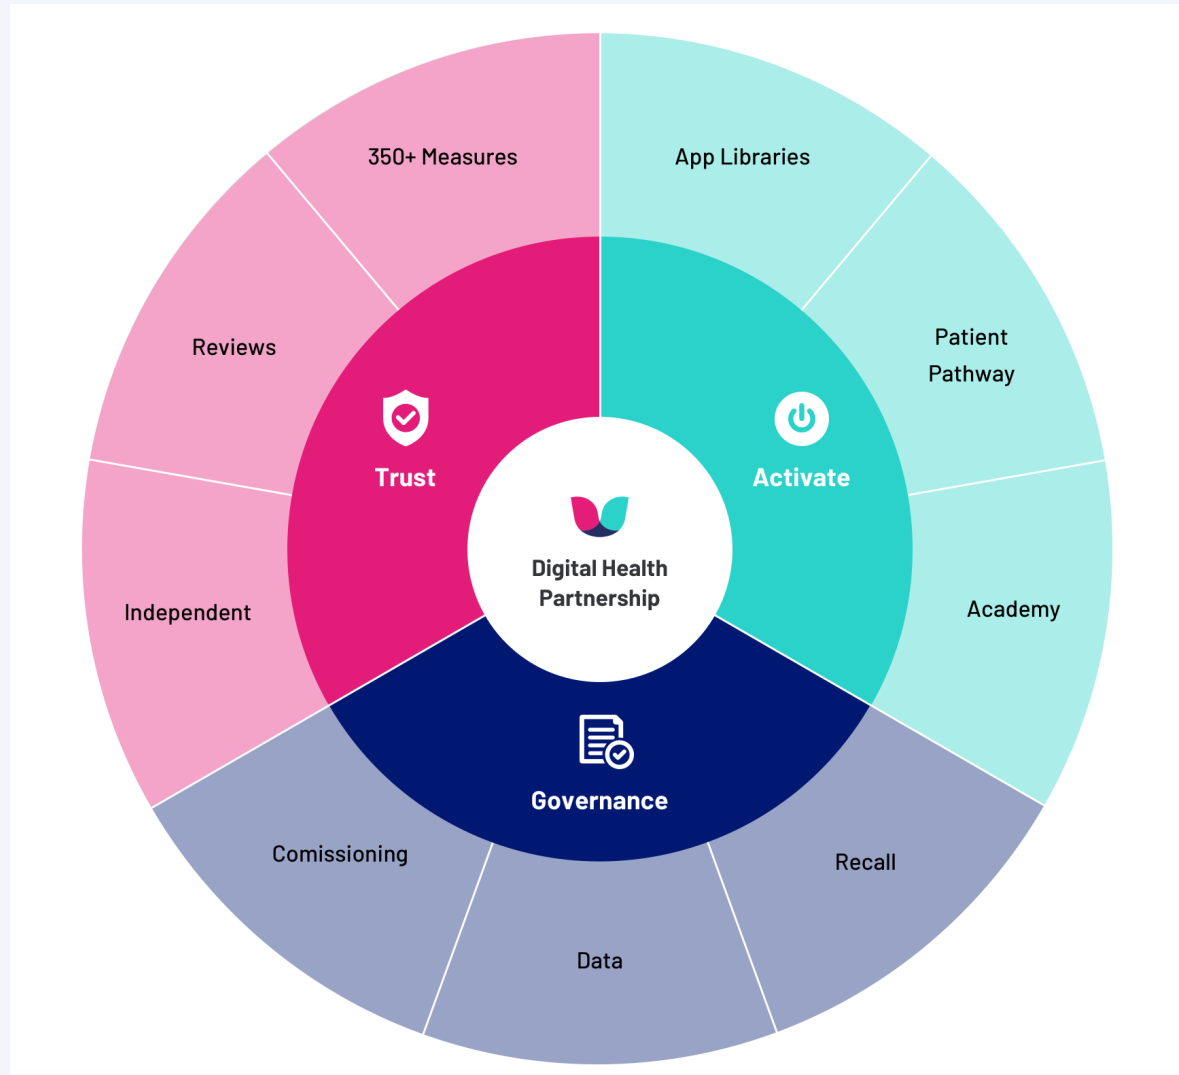 350+ Measures
App Libraries
Reviews
Patient
Pathway
Trust
Activate
Digital Health
Partnership
Independent
Academy
Governance
Comissioning
Recall
Data